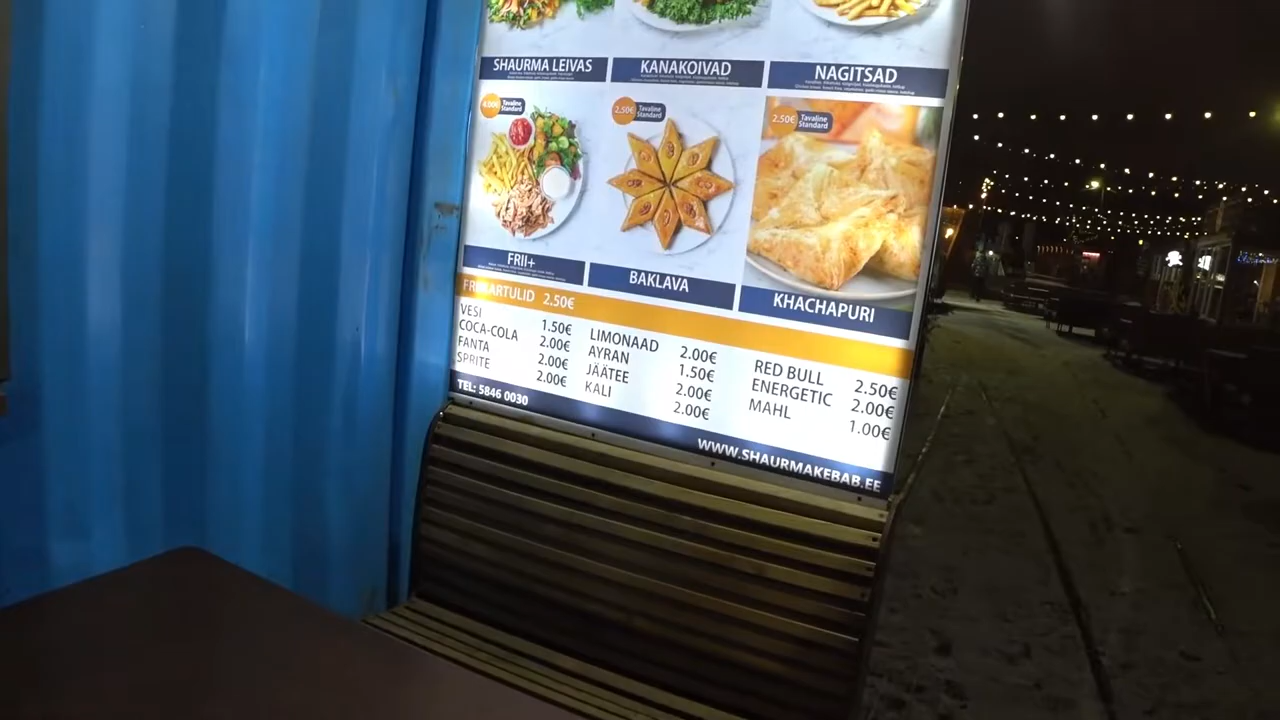 SHAURMA LEIVAS
KANAKOIVAD
NAGITSAD
4.00€ Tavaline
Standard
2.50€ Tavaline
Standard
2.50€ Tavaline
Standard
FRII+
BAKLAVA
KHACHAPURI
FRIIKARTULID 2.50€
VESI 1.50€
COCA-COLA 2.00€
FANTA 2.00€
SPRITE 2.00€
LIMONAAD 2.00€
AYRAN 1.50€
JÄÄTEE 2.00€
KALI 2.00€
RED BULL 2.50€
ENERGETIC 2.00€
MAHL 1.00€
TEL: 5846 0030
WWW.SHAURMAKEBAB.EE